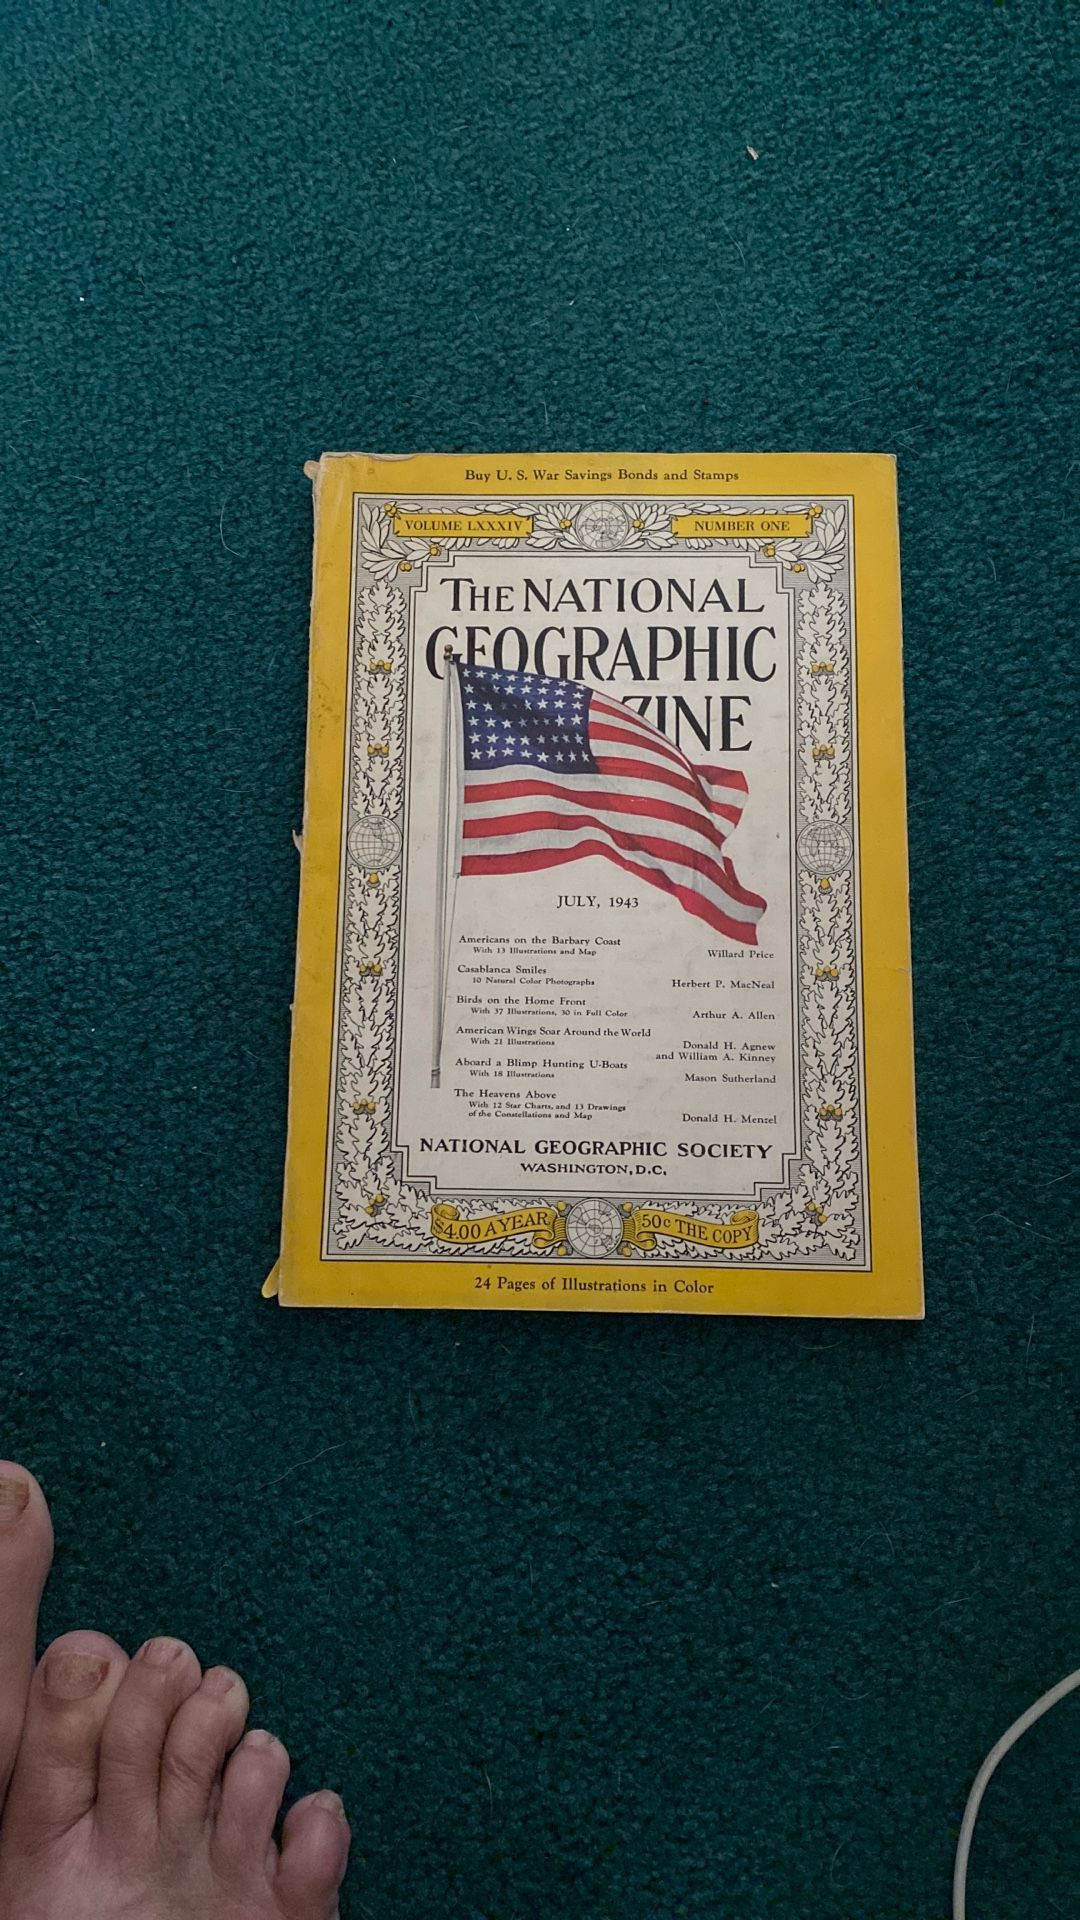 Buy U. S. War Savings Bonds and Stamps
VOLUME LXXXIV NUMBER ONE
THE NATIONAL
GEOGRAPHIC
ZINE
JULY, 1943
Americans on the Barbary Coast
With 13 Illustrations and Map
Willard Price
Casablanca Smiles
10 Natural Color Photographs
Herbert P. MacNeal
Birds on the Home Front
With 37 Illustrations, 30 in Full Color
Arthur A. Allen
American Wings Soar Around the World
With 21 Illustrations
Donald H. Agnew
and William A. Kinney
Aboard a Blimp Hunting U-Boats
With 18 Illustrations
Mason Sutherland
The Heavens Above
With 12 Star Charts, and 13 Drawings
of the Constellations and Map
Donald H. Menzel
NATIONAL GEOGRAPHIC SOCIETY
WASHINGTON, D.C.
$4.00 A YEAR 50c THE COPY
24 Pages of Illustrations in Color